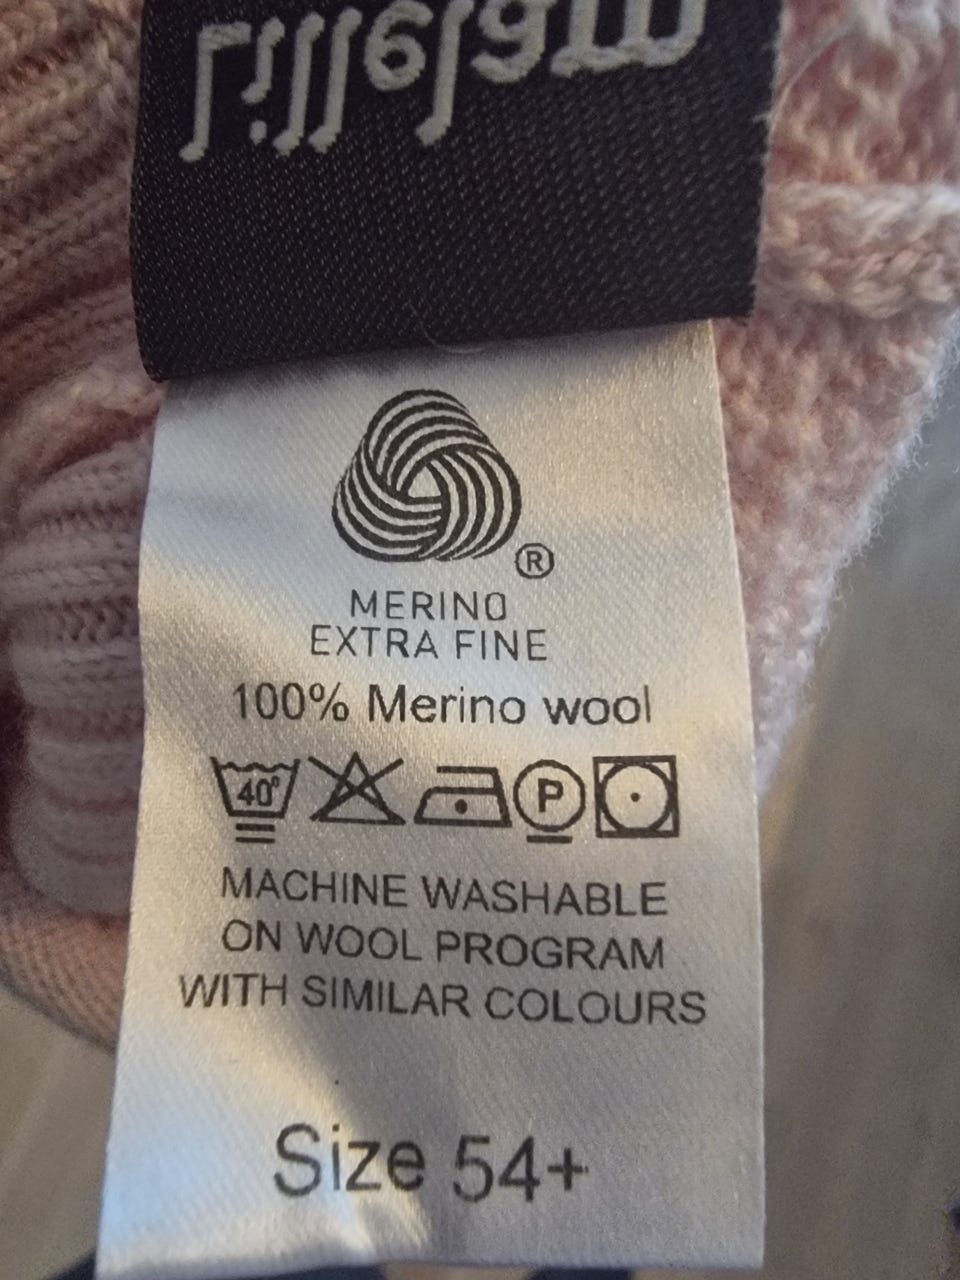 ®
MERINO
EXTRA FINE
100% Merino wool
40°
P
MACHINE WASHABLE
ON WOOL PROGRAM
WITH SIMILAR COLOURS
Size 54+